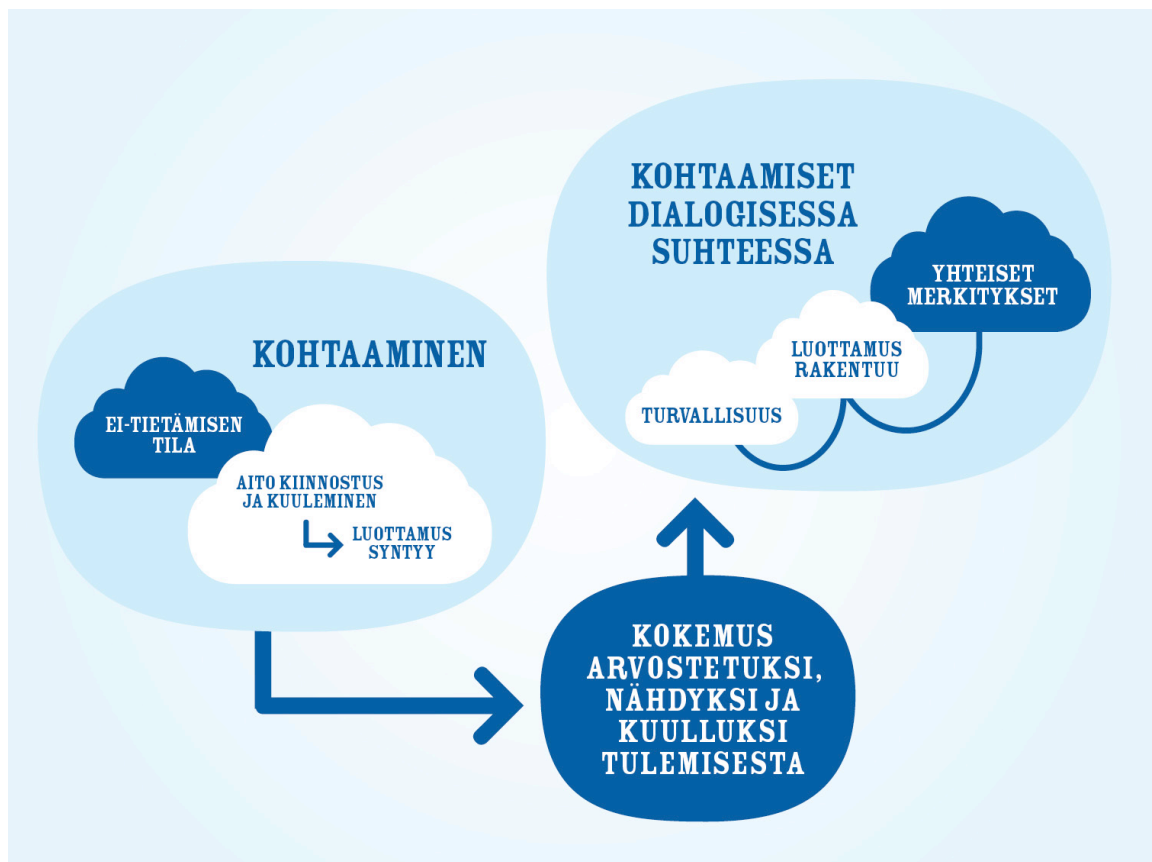 KOHTAAMINEN
EI-TIETÄMISEN
TILA
AITO KIINNOSTUS
JA KUULEMINEN
LUOTTAMUS
SYNTYY
KOKEMUS
ARVOSTETUKSI,
NÄHDYKSI JA
KUULLUKSI
TULEMISESTA
KOHTAAMISET
DIALOGISESSA
SUHTEESSA
TURVALLISUUS
LUOTTAMUS
RAKENTUU
YHTEISET
MERKITYKSET